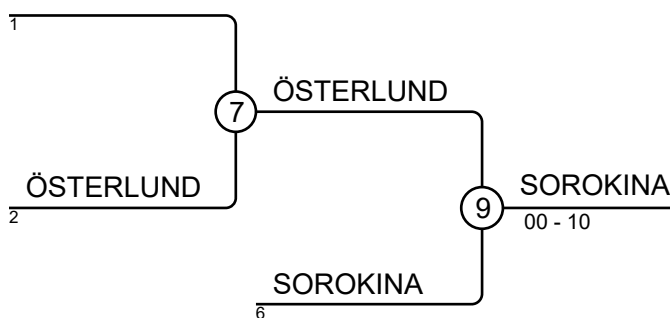 1
ÖSTERLUND
7
ÖSTERLUND
2
SOROKINA
9
00 - 10
SOROKINA
6